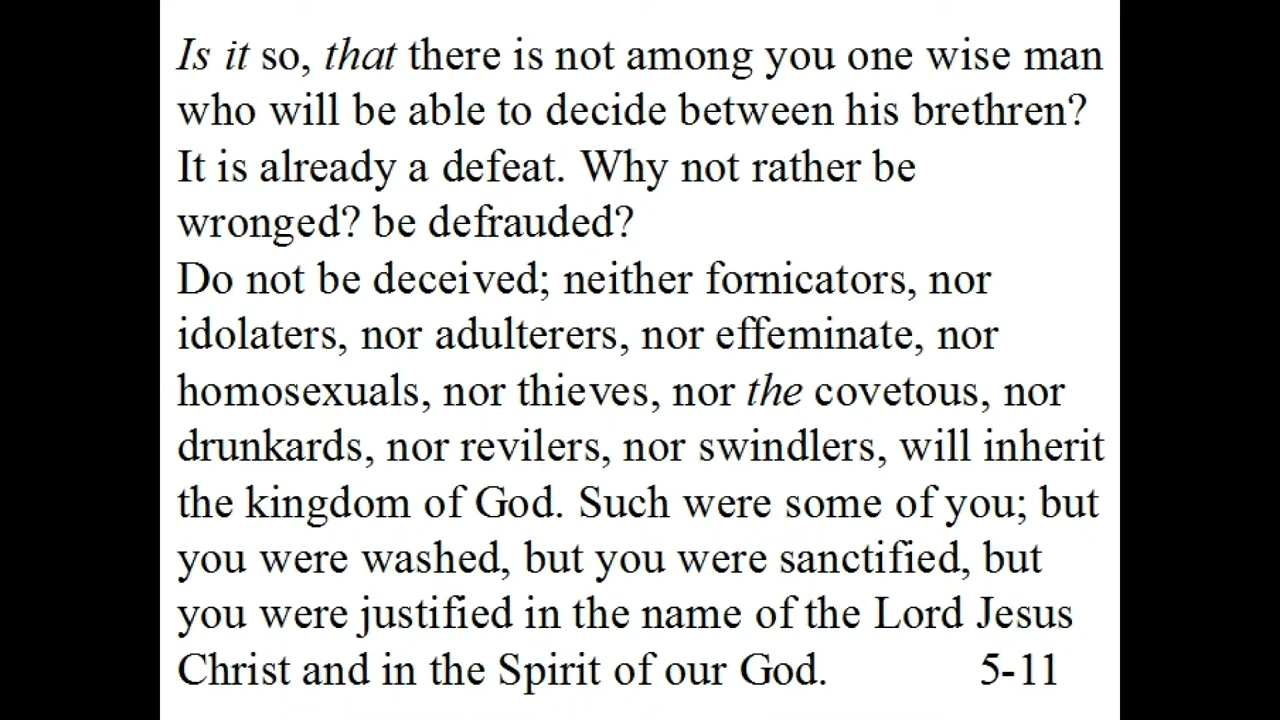 Is it so, that there is not among you one wise man
who will be able to decide between his brethren?
It is already a defeat. Why not rather be
wronged? be defrauded?
Do not be deceived; neither fornicators, nor
idolaters, nor adulterers, nor effeminate, nor
homosexuals, nor thieves, nor the covetous, nor
drunkards, nor revilers, nor swindlers, will inherit
the kingdom of God. Such were some of you; but
you were washed, but you were sanctified, but
you were justified in the name of the Lord Jesus
Christ and in the Spirit of our God. 5-11